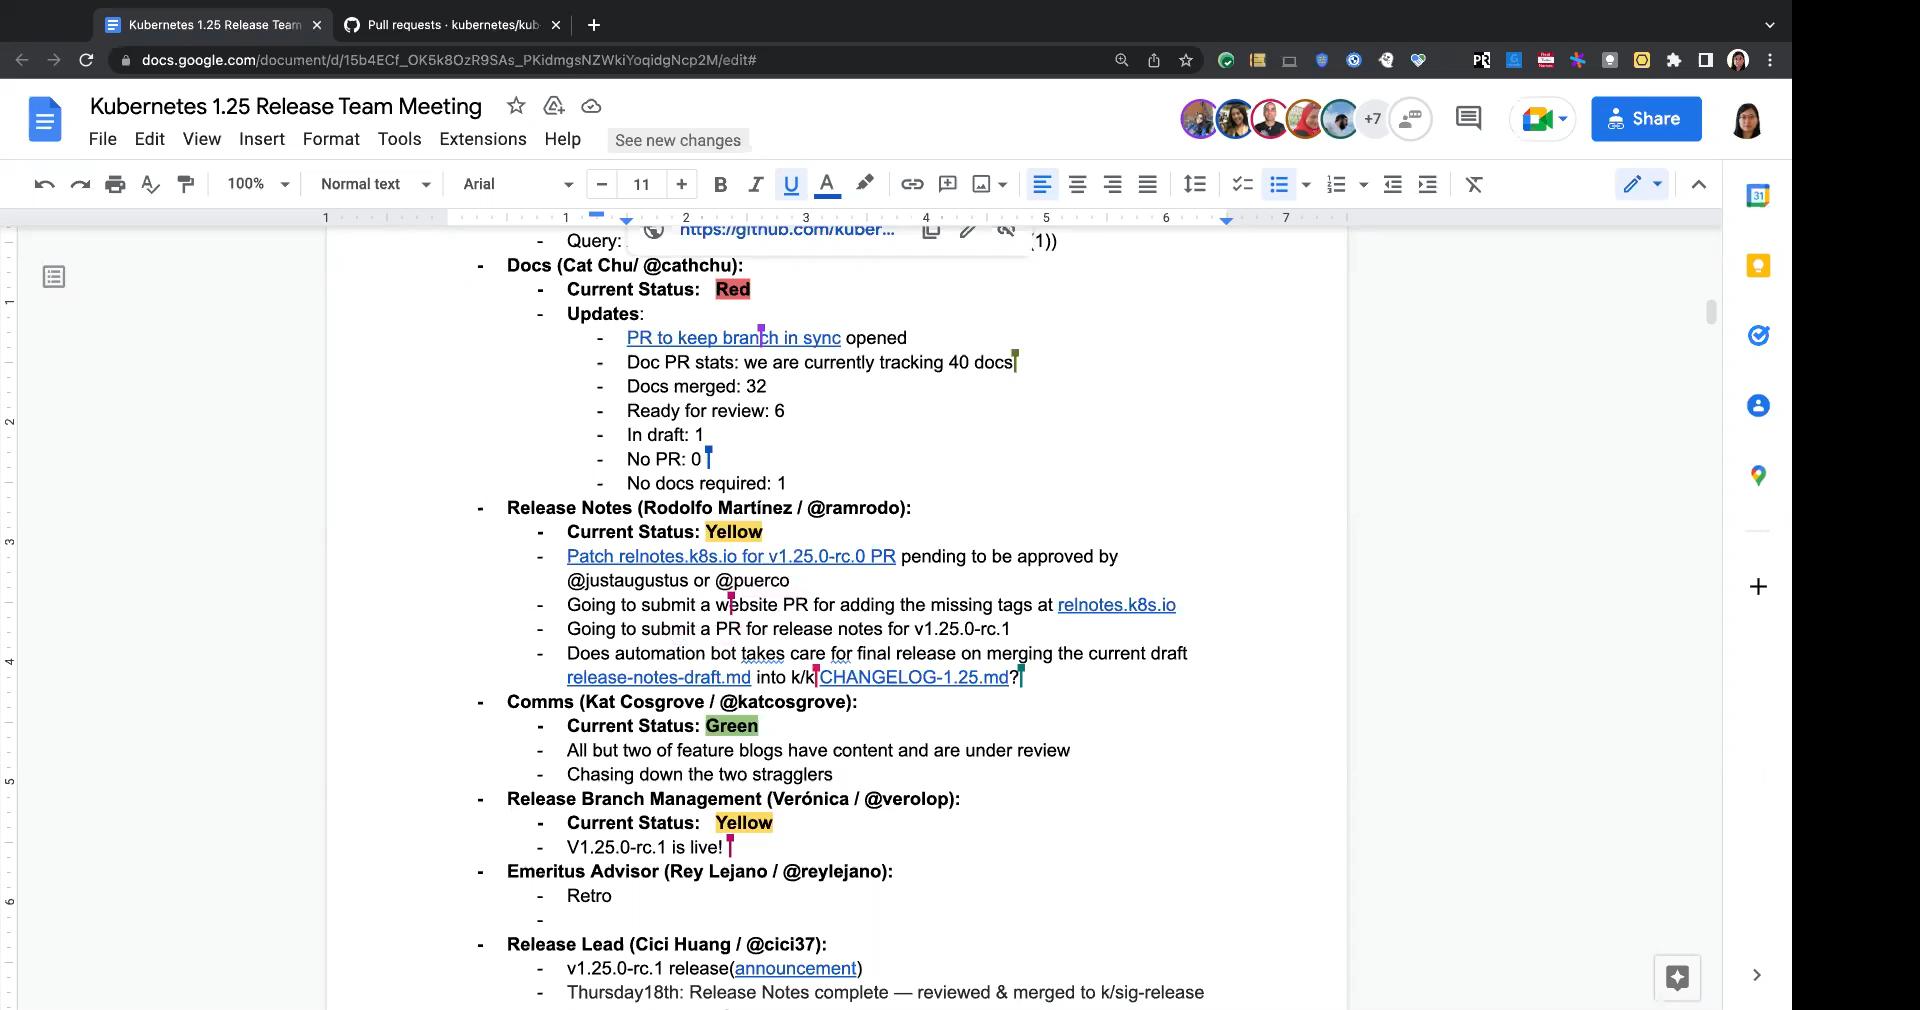 Kubernetes 1.25 Release Team
Pull requests · kubernetes/kub
docs.google.com/document/d/15b4ECf_OK5k8OzR9SAs_PKidmgsNZWkiYoqidgNcp2M/edit#
Kubernetes 1.25 Release Team Meeting
+7
Share
File Edit View Insert Format Tools Extensions Help See new changes
100% Normal text Arial 11
1 1 2 3 4 5 6 7
- Query: https://github.com/kuber... (1))
- Docs (Cat Chu/ @cathchu):
- Current Status: Red
- Updates:
- PR to keep branch in sync opened
- Doc PR stats: we are currently tracking 40 docs
- Docs merged: 32
- Ready for review: 6
- In draft: 1
- No PR: 0
- No docs required: 1
- Release Notes (Rodolfo Martínez / @ramrodo):
- Current Status: Yellow
- Patch relnotes.k8s.io for v1.25.0-rc.0 PR pending to be approved by
@justaugustus or @puerco
- Going to submit a website PR for adding the missing tags at relnotes.k8s.io
- Going to submit a PR for release notes for v1.25.0-rc.1
- Does automation bot takes care for final release on merging the current draft
release-notes-draft.md into k/k CHANGELOG-1.25.md?
- Comms (Kat Cosgrove / @katcosgrove):
- Current Status: Green
- All but two of feature blogs have content and are under review
- Chasing down the two stragglers
- Release Branch Management (Verónica / @verolop):
- Current Status: Yellow
- V1.25.0-rc.1 is live!
- Emeritus Advisor (Rey Lejano / @reylejano):
- Retro
-
- Release Lead (Cici Huang / @cici37):
- v1.25.0-rc.1 release(announcement)
- Thursday18th: Release Notes complete — reviewed & merged to k/sig-release